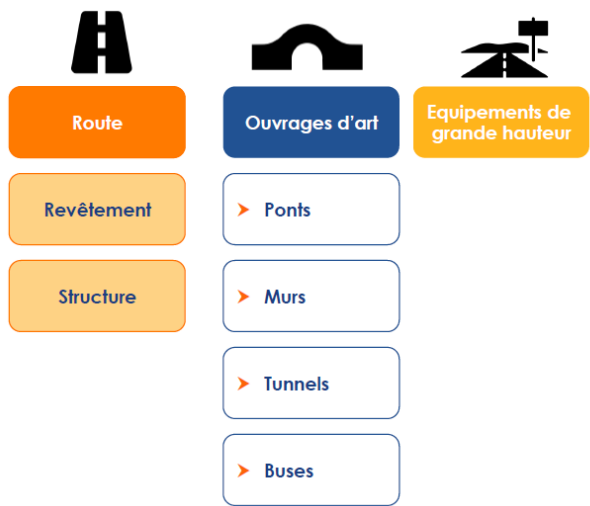 Route
Ouvrages d'art
Equipements de
grande hauteur
Revêtement
Structure
Ponts
Murs
Tunnels
Buses